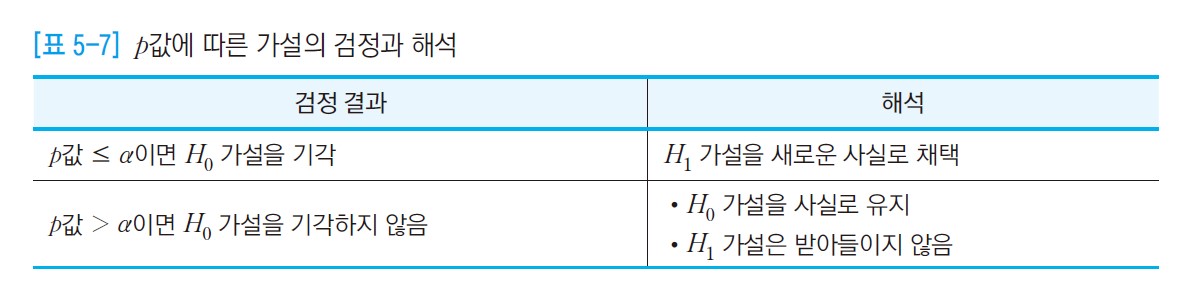 [표 5-7] p값에 따른 가설의 검정과 해석
검정 결과
해석
p값 ≤ α이면 H₀ 가설을 기각
H₁ 가설을 새로운 사실로 채택
p값 > α이면 H₀ 가설을 기각하지 않음
• H₀ 가설을 사실로 유지
• H₁ 가설은 받아들이지 않음